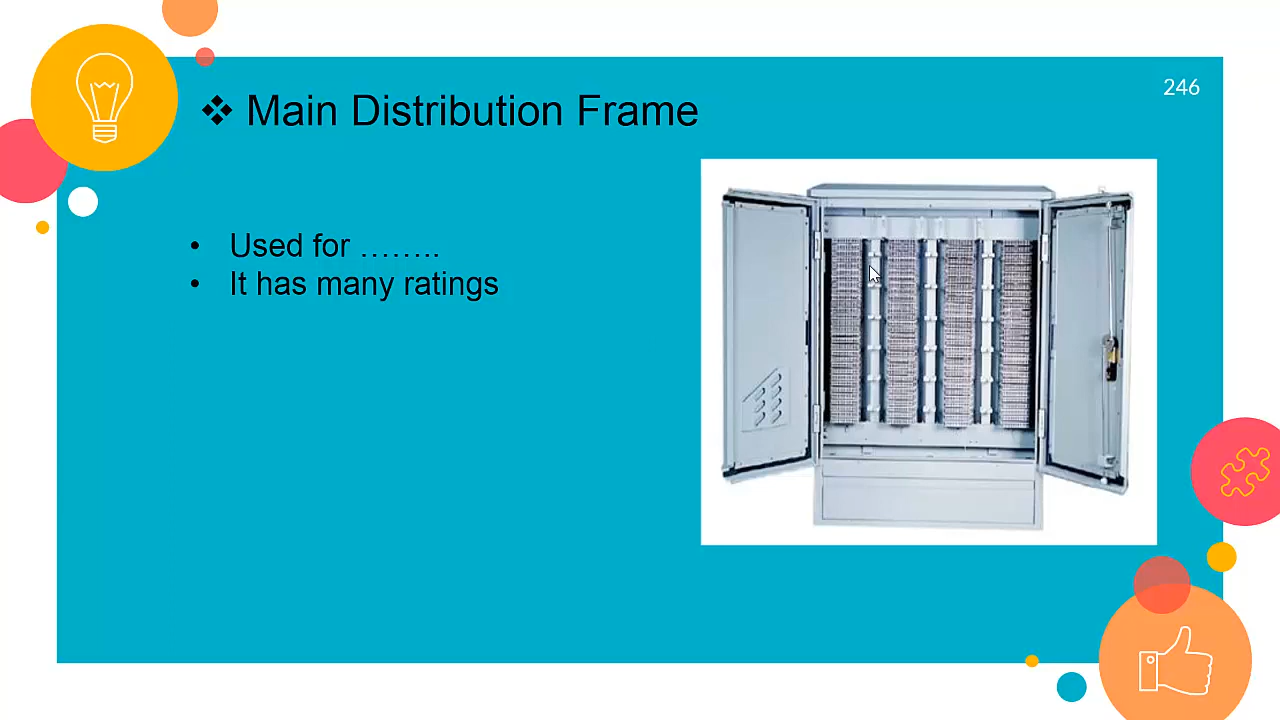 246
❖ Main Distribution Frame
• Used for ........
• It has many ratings